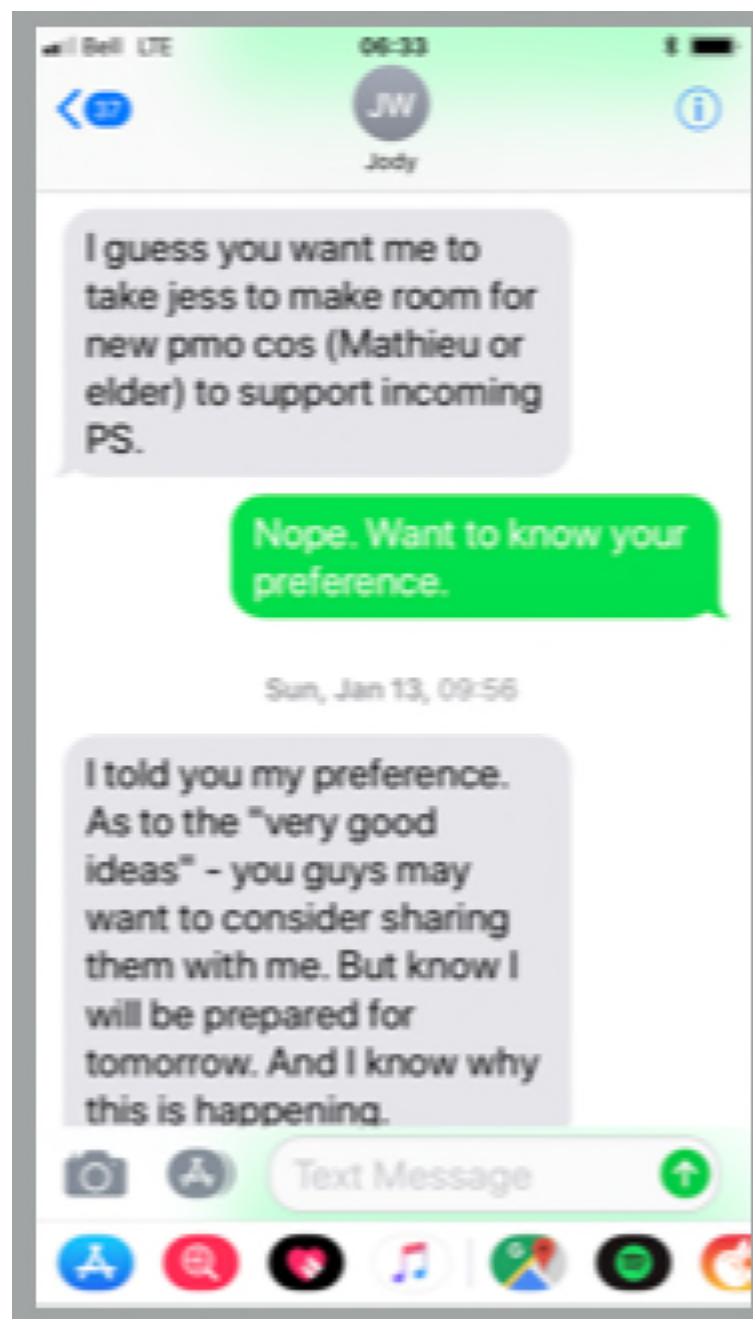 Bell LTE
06:33
37
JW
Jody
I guess you want me to
take jess to make room for
new pmo cos (Mathieu or
elder) to support incoming
PS.
Nope. Want to know your
preference.
Sun, Jan 13, 09:56
I told you my preference.
As to the "very good
ideas" - you guys may
want to consider sharing
them with me. But know I
will be prepared for
tomorrow. And I know why
this is happening.
Text Message